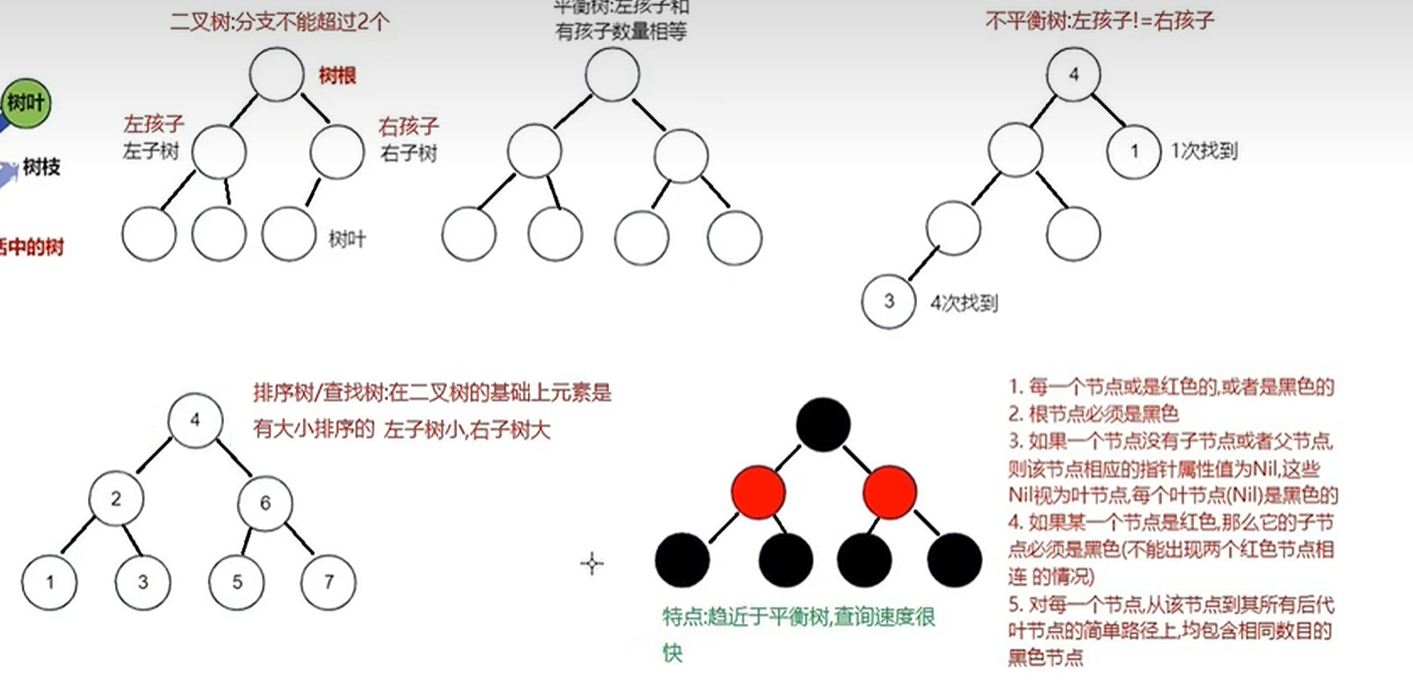 二叉树:分支不能超过2个
平衡树:左孩子和
有孩子数量相等
不平衡树:左孩子!=右孩子
树叶
树枝
活中的树
树根
左孩子
左子树
右孩子
右子树
树叶
4
1
1次找到
3
4次找到
排序树/查找树:在二叉树的基础上元素是
有大小排序的 左子树小,右子树大
4
2
6
1
3
5
7
特点:趋近于平衡树,查询速度很
快
1. 每一个节点或是红色的,或者是黑色的
2. 根节点必须是黑色
3. 如果一个节点没有子节点或者父节点,
则该节点相应的指针属性值为Nil,这些
Nil视为叶节点,每个叶节点(Nil)是黑色的
4. 如果某一个节点是红色,那么它的子节
点必须是黑色(不能出现两个红色节点相
连 的情况)
5. 对每一个节点,从该节点到其所有后代
叶节点的简单路径上,均包含相同数目的
黑色节点